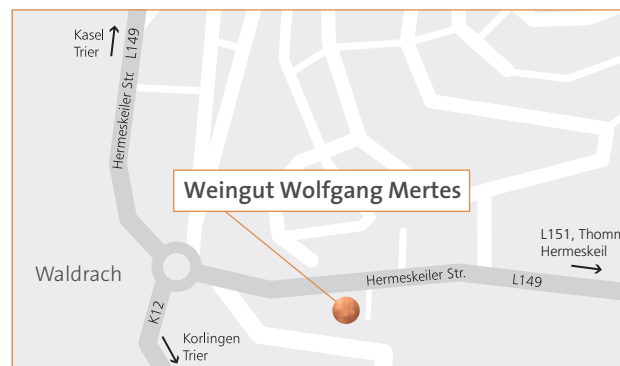 Kasel
Trier
L149
Hermeskeiler Str.
Weingut Wolfgang Mertes
L151, Thomm
Hermeskeil
Waldrach
Hermeskeiler Str.
L149
K12
Korlingen
Trier